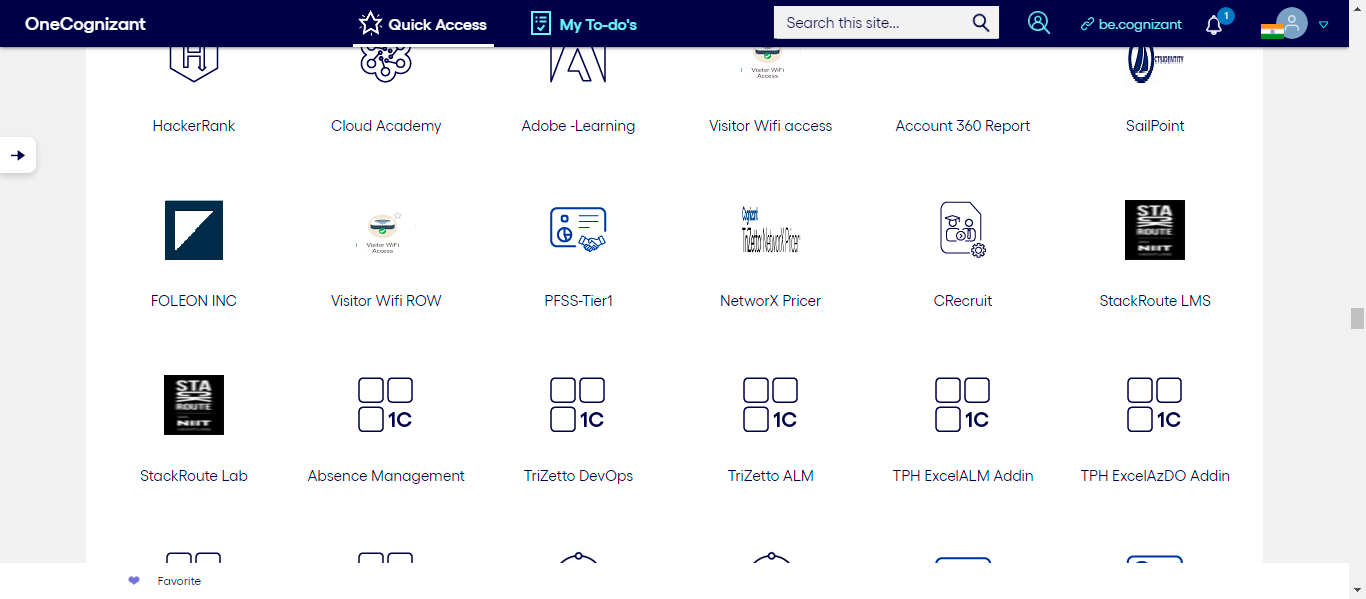 OneCognizant
Quick Access
My To-do's
Search this site...
be.cognizant
1
Visitor WiFi
Access
HackerRank
Cloud Academy
Adobe -Learning
Visitor Wifi access
Account 360 Report
SailPoint
Visitor WiFi
Access
Cognizant
TriZetto NetworX Pricer
STA
ROUTE
NIIT
FOLEON INC
Visitor Wifi ROW
PFSS-Tier1
NetworX Pricer
CRecruit
StackRoute LMS
STA
ROUTE
NIIT
1C
1C
1C
1C
1C
StackRoute Lab
Absence Management
TriZetto DevOps
TriZetto ALM
TPH ExcelALM Addin
TPH ExcelAzDO Addin
Favorite